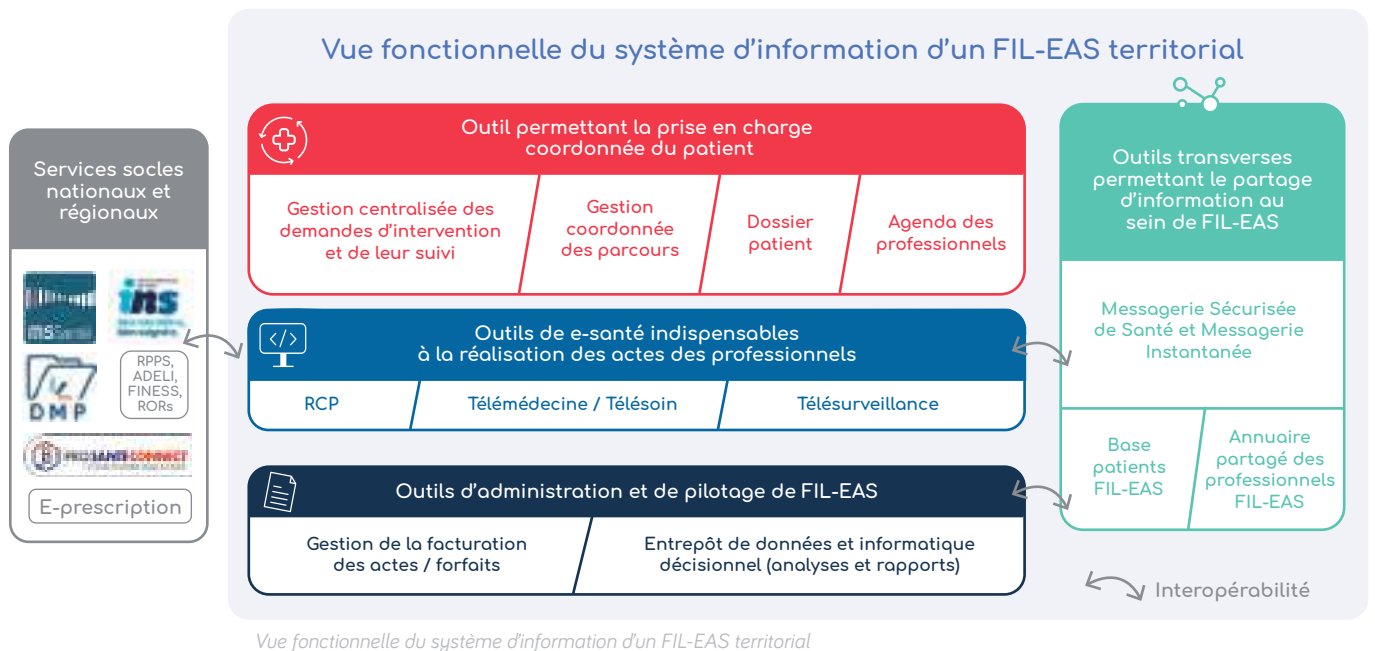 Vue fonctionnelle du système d’information d’un FIL-EAS territorial
Services socles
nationaux et
régionaux
ins
RPPS,
ADELI,
FINESS,
RORs
DMP
E-prescription
Outil permettant la prise en charge
coordonnée du patient
Gestion centralisée des
demandes d’intervention
et de leur suivi
Gestion
coordonnée
des parcours
Dossier
patient
Agenda des
professionnels
Outils de e-santé indispensables
à la réalisation des actes des professionnels
RCP
Télémédecine / Télésoin
Télésurveillance
Outils d’administration et de pilotage de FIL-EAS
Gestion de la facturation
des actes / forfaits
Entrepôt de données et informatique
décisionnel (analyses et rapports)
Outils transverses
permettant le partage
d’information au
sein de FIL-EAS
Messagerie Sécurisée
de Santé et Messagerie
Instantanée
Base
patients
FIL-EAS
Annuaire
partagé des
professionnels
FIL-EAS
Interopérabilité
Vue fonctionnelle du système d’information d’un FIL-EAS territorial